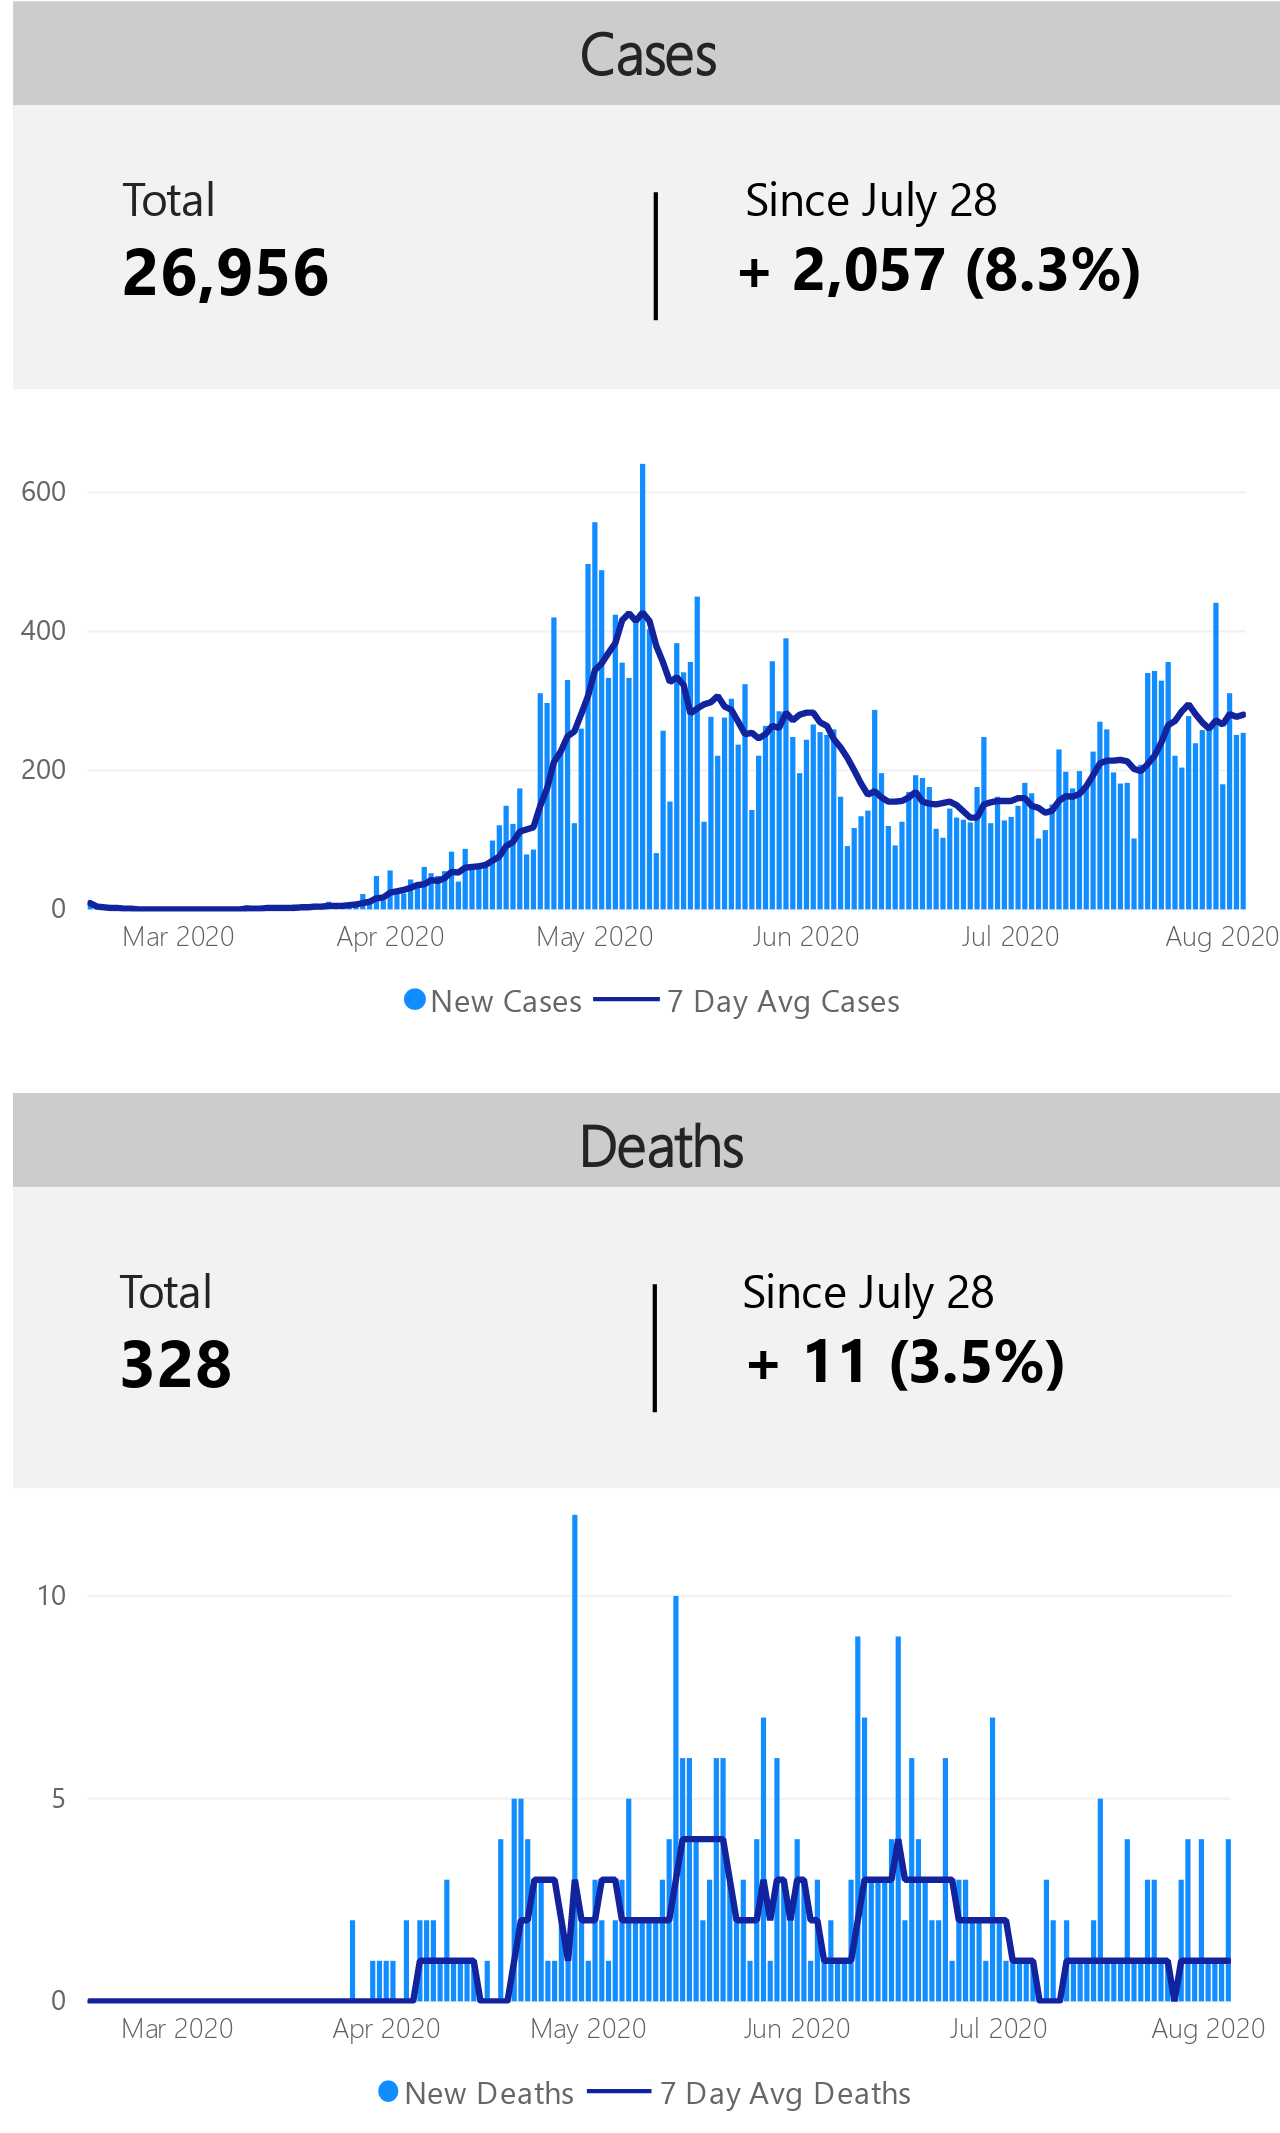 Cases
Total
Since July 28
26,956
+ 2,057 (8.3%)
600
400
200
0
Mar 2020
Apr 2020
May 2020
Jun 2020
Jul 2020
Aug 2020
New Cases
7 Day Avg Cases
Deaths
Total
Since July 28
328
+ 11 (3.5%)
10
5
0
Mar 2020
Apr 2020
May 2020
Jun 2020
Jul 2020
Aug 2020
New Deaths
7 Day Avg Deaths